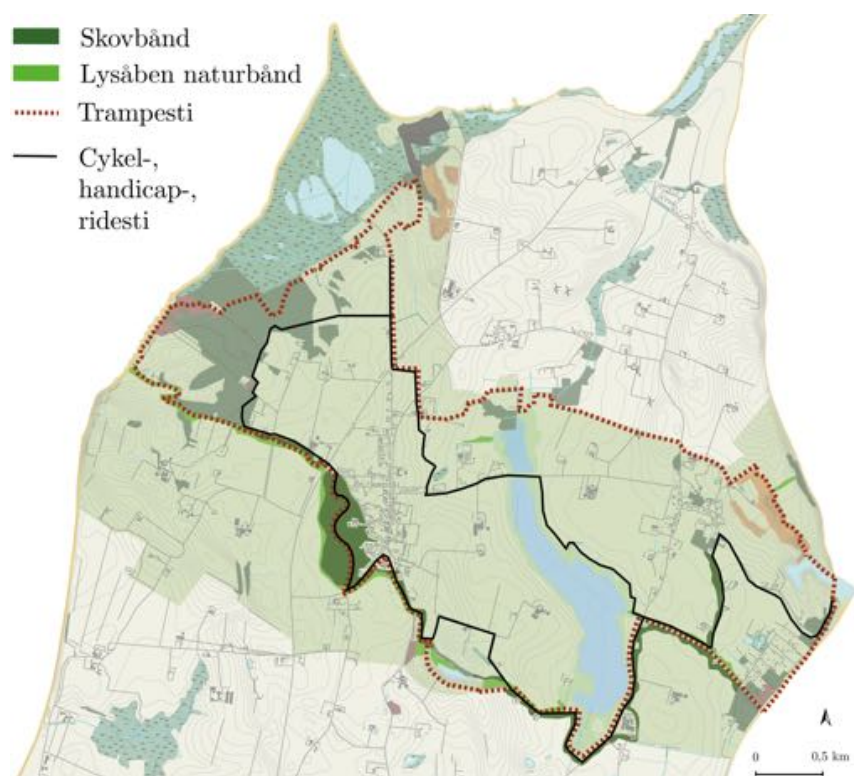 Skovbånd
Lysåben naturbånd
Trampesti
Cykel-,
handicap-,
ridesti
0 0,5 km